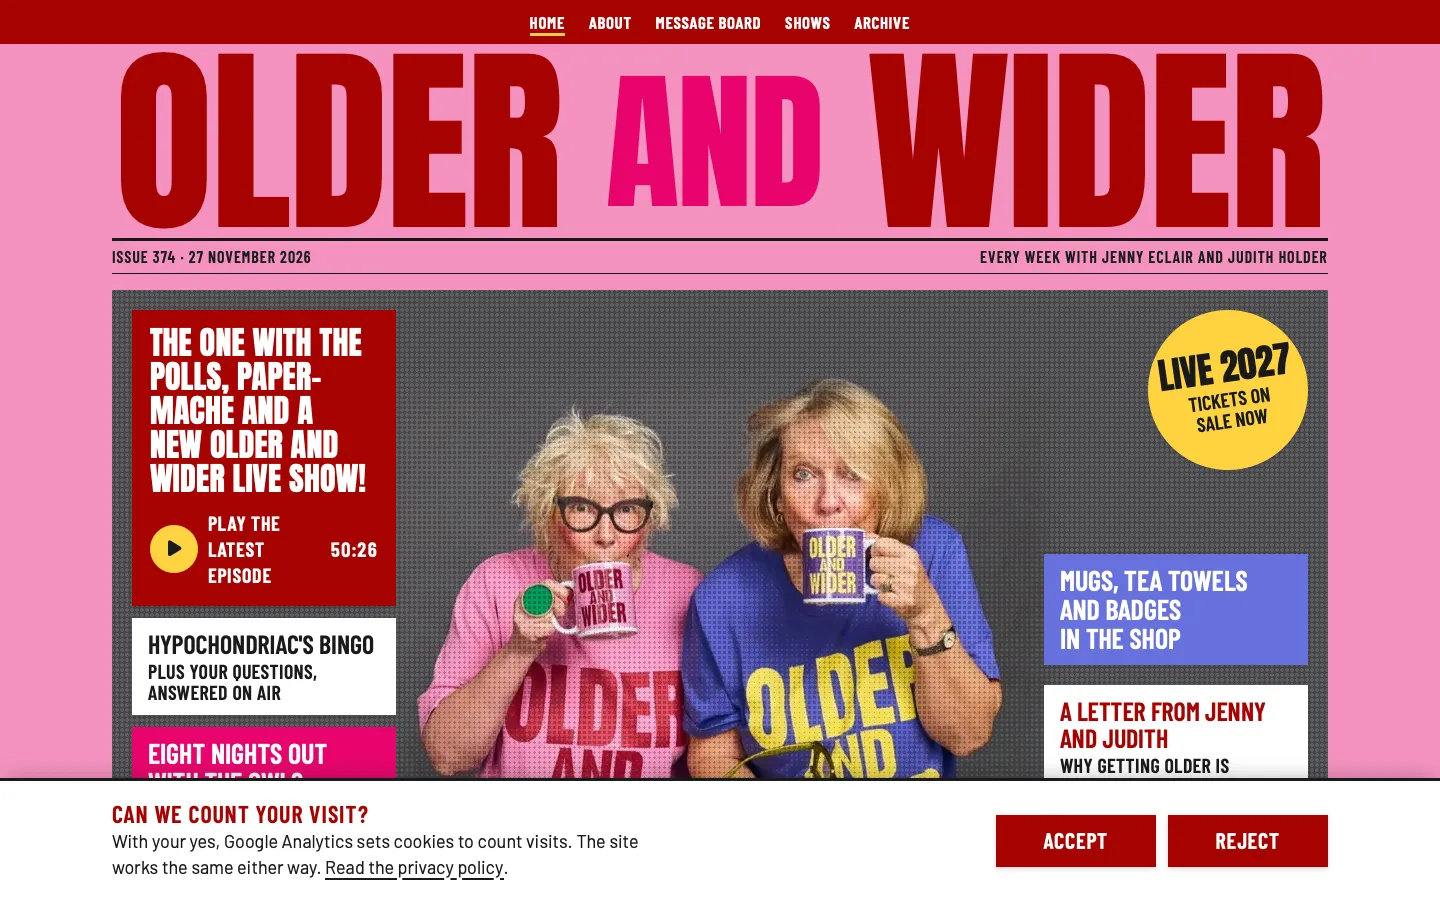 HOME ABOUT MESSAGE BOARD SHOWS ARCHIVE
OLDER AND WIDER
ISSUE 374 · 27 NOVEMBER 2026
EVERY WEEK WITH JENNY ECLAIR AND JUDITH HOLDER
THE ONE WITH THE
POLLS, PAPER-
MACHE AND A
NEW OLDER AND
WIDER LIVE SHOW!
PLAY THE
LATEST
EPISODE
50:26
HYPOCHONDRIAC'S BINGO
PLUS YOUR QUESTIONS,
ANSWERED ON AIR
EIGHT NIGHTS OUT
WITH THE OWLS
OLDER
AND
WIDER
OLDER
AND
WIDER
OLDER
AND
OLDER
AND
LIVE 2027
TICKETS ON
SALE NOW
MUGS, TEA TOWELS
AND BADGES
IN THE SHOP
A LETTER FROM JENNY
AND JUDITH
WHY GETTING OLDER IS
CAN WE COUNT YOUR VISIT?
With your yes, Google Analytics sets cookies to count visits. The site
works the same either way. Read the privacy policy.
ACCEPT
REJECT